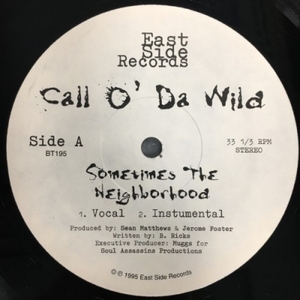 East
Side
Records
Call O' Da Wild
Side A
BT195
33 1/3 RPM
STEREO
Sometimes The
Neighborhood
1. Vocal 2. Instumental
Produced by: Sean Matthews & Jerome Foster
Written by: B. Ricks
Executive Producer: Muggs for
Soul Assassins Productions
℗ © 1995 East Side Records